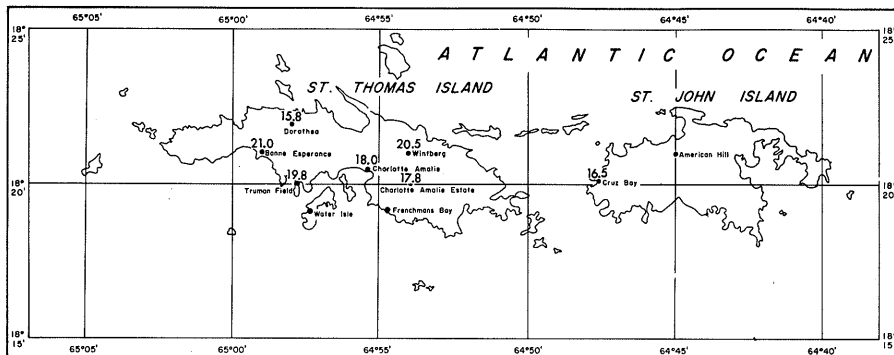 65°05' 65°00' 64°55' 64°50' 64°45' 64°40'
18° 25' 18° 25'
A T L A N T I C O C E A N
ST. THOMAS ISLAND
ST. JOHN ISLAND
15.8
Dorothea
21.0 20.5
Bonne Esperance Wintberg
18.0
Charlotte Amalie American Hill
19.8 17.8 16.5
18° 20' Truman Field Charlotte Amalie Estate Cruz Bay 18° 20'
Water Isle Frenchmans Bay
18° 15' 18° 15'
65°05' 65°00' 64°55' 64°50' 64°45' 64°40'